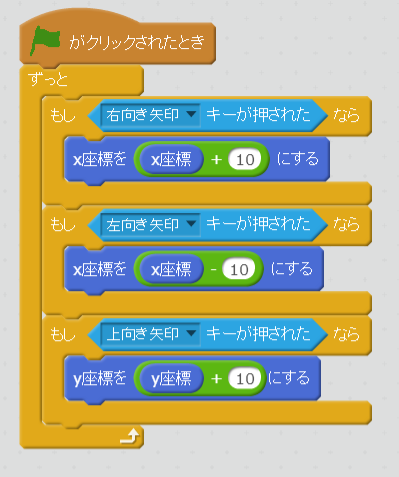 がクリックされたとき
ずっと
もし 右向き矢印 キーが押された なら
x座標を x座標 + 10 にする
もし 左向き矢印 キーが押された なら
x座標を x座標 - 10 にする
もし 上向き矢印 キーが押された なら
y座標を y座標 + 10 にする